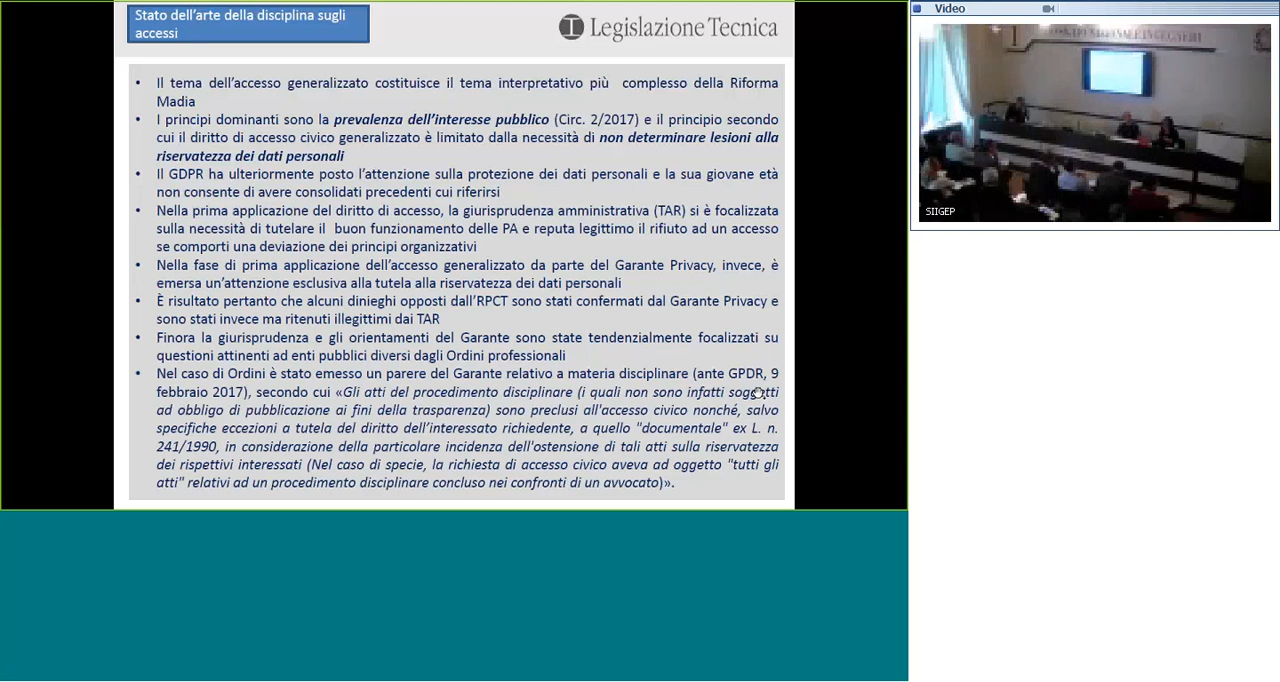 Stato dell'arte della disciplina sugli
accessi
Legislazione Tecnica
• Il tema dell'accesso generalizzato costituisce il tema interpretativo più complesso della Riforma
Madia
• I principi dominanti sono la prevalenza dell'interesse pubblico (Circ. 2/2017) e il principio secondo
cui il diritto di accesso civico generalizzato è limitato dalla necessità di non determinare lesioni alla
riservatezza dei dati personali
• Il GDPR ha ulteriormente posto l'attenzione sulla protezione dei dati personali e la sua giovane età
non consente di avere consolidati precedenti cui riferirsi
• Nella prima applicazione del diritto di accesso, la giurisprudenza amministrativa (TAR) si è focalizzata
sulla necessità di tutelare il buon funzionamento delle PA e reputa legittimo il rifiuto ad un accesso
se comporti una deviazione dei principi organizzativi
• Nella fase di prima applicazione dell'accesso generalizzato da parte del Garante Privacy, invece, è
emersa un'attenzione esclusiva alla tutela alla riservatezza dei dati personali
• È risultato pertanto che alcuni dinieghi opposti dall'RPCT sono stati confermati dal Garante Privacy e
sono stati invece ma ritenuti illegittimi dai TAR
• Finora la giurisprudenza e gli orientamenti del Garante sono state tendenzialmente focalizzati su
questioni attinenti ad enti pubblici diversi dagli Ordini professionali
• Nel caso di Ordini è stato emesso un parere del Garante relativo a materia disciplinare (ante GPDR, 9
febbraio 2017), secondo cui «Gli atti del procedimento disciplinare (i quali non sono infatti soggetti
ad obbligo di pubblicazione ai fini della trasparenza) sono preclusi all'accesso civico nonché, salvo
specifiche eccezioni a tutela del diritto dell'interessato richiedente, a quello "documentale" ex L. n.
241/1990, in considerazione della particolare incidenza dell'ostensione di tali atti sulla riservatezza
dei rispettivi interessati (Nel caso di specie, la richiesta di accesso civico aveva ad oggetto "tutti gli
atti" relativi ad un procedimento disciplinare concluso nei confronti di un avvocato)».
Video
SIIGEP